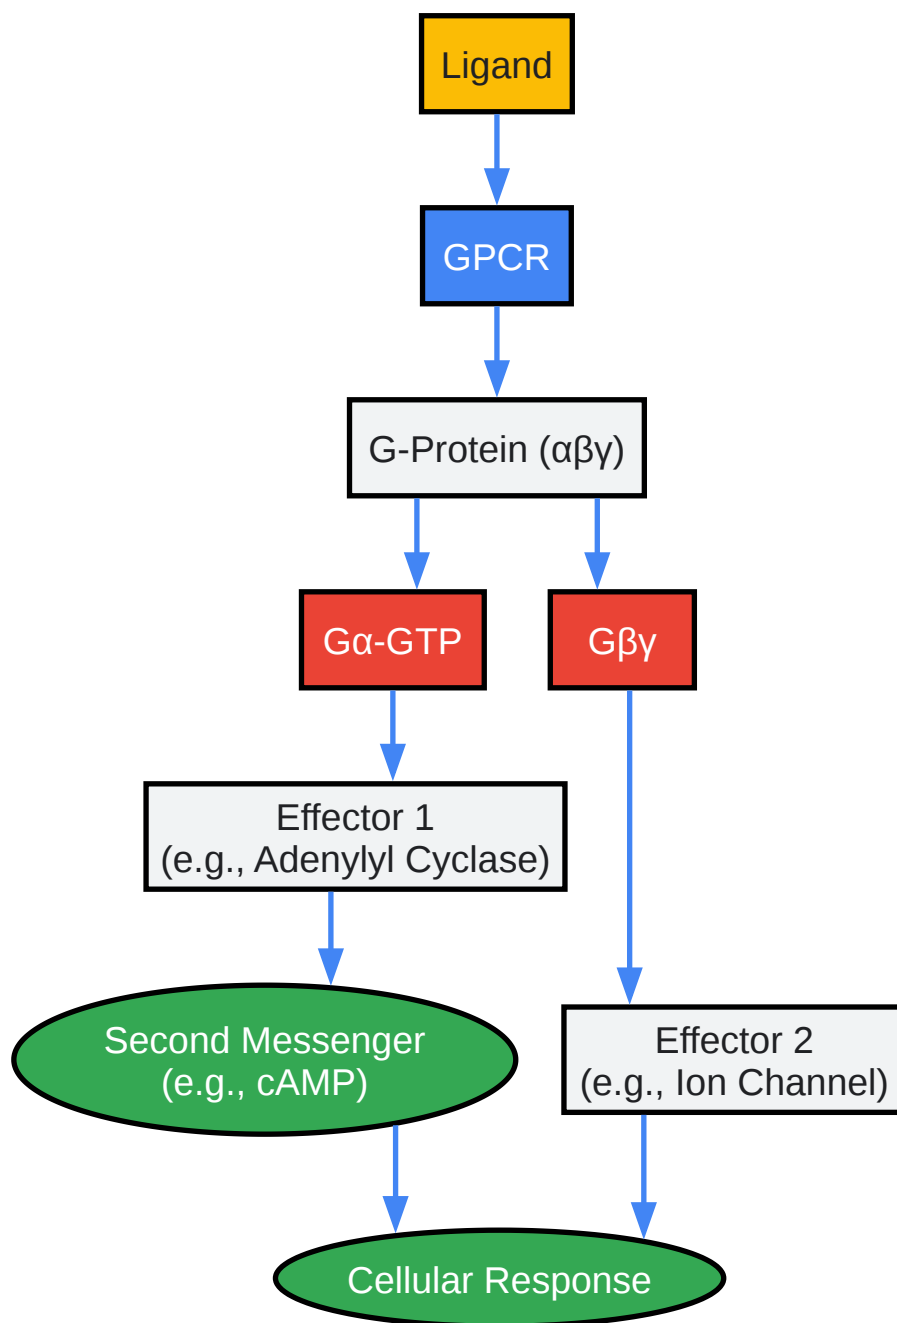 Ligand
GPCR
G-Protein (αβγ)
Gα-GTP
Gβγ
Effector 1
(e.g., Adenylyl Cyclase)
Second Messenger
(e.g., cAMP)
Effector 2
(e.g., Ion Channel)
Cellular Response